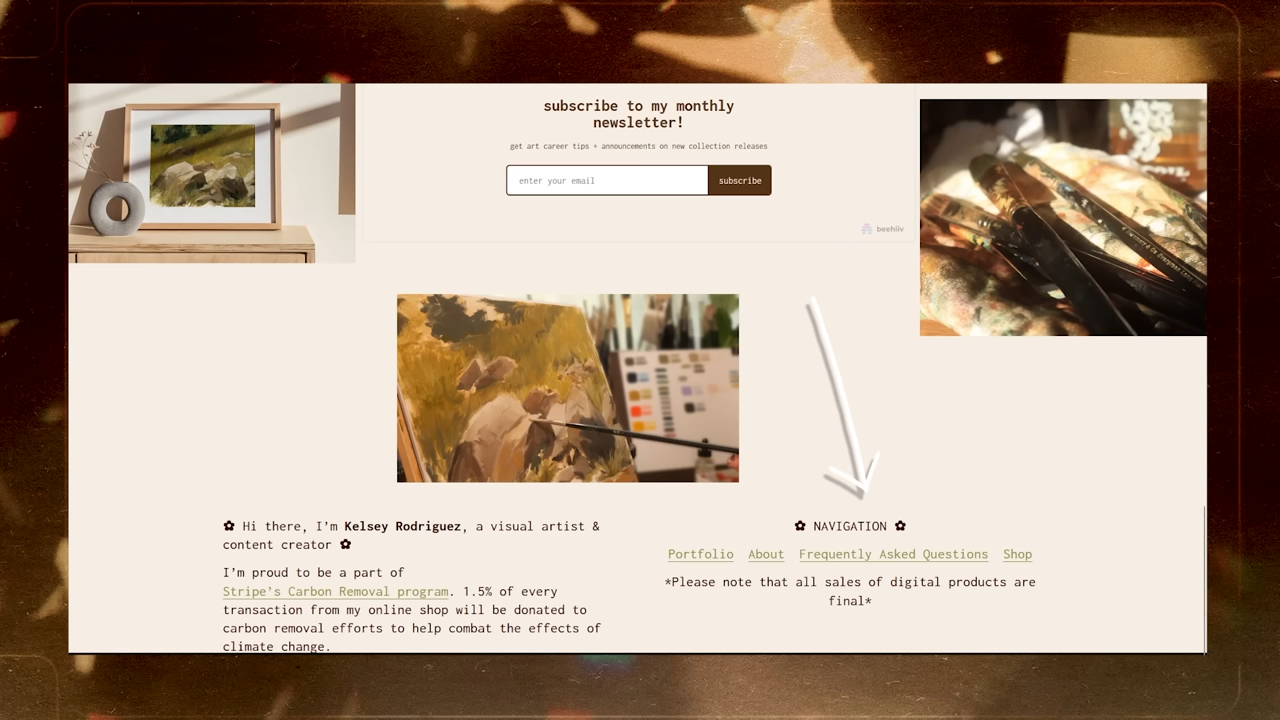 subscribe to my monthly
newsletter!
get art career tips + announcements on new collection releases
enter your email
subscribe
beehiiv
✿ Hi there, I’m Kelsey Rodriguez, a visual artist &
content creator ✿
I’m proud to be a part of
Stripe’s Carbon Removal program. 1.5% of every
transaction from my online shop will be donated to
carbon removal efforts to help combat the effects of
climate change.
✿ NAVIGATION ✿
Portfolio About Frequently Asked Questions Shop
*Please note that all sales of digital products are
final*